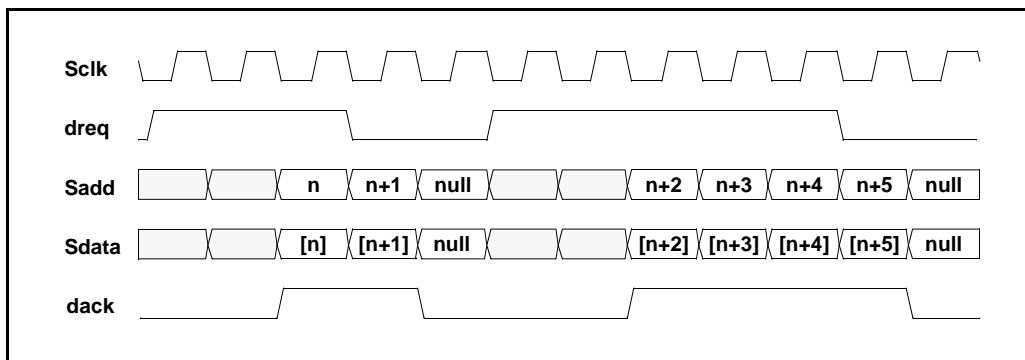 Sclk
dreq
Sadd n n+1 null n+2 n+3 n+4 n+5 null
Sdata [n] [n+1] null [n+2] [n+3] [n+4] [n+5] null
dack